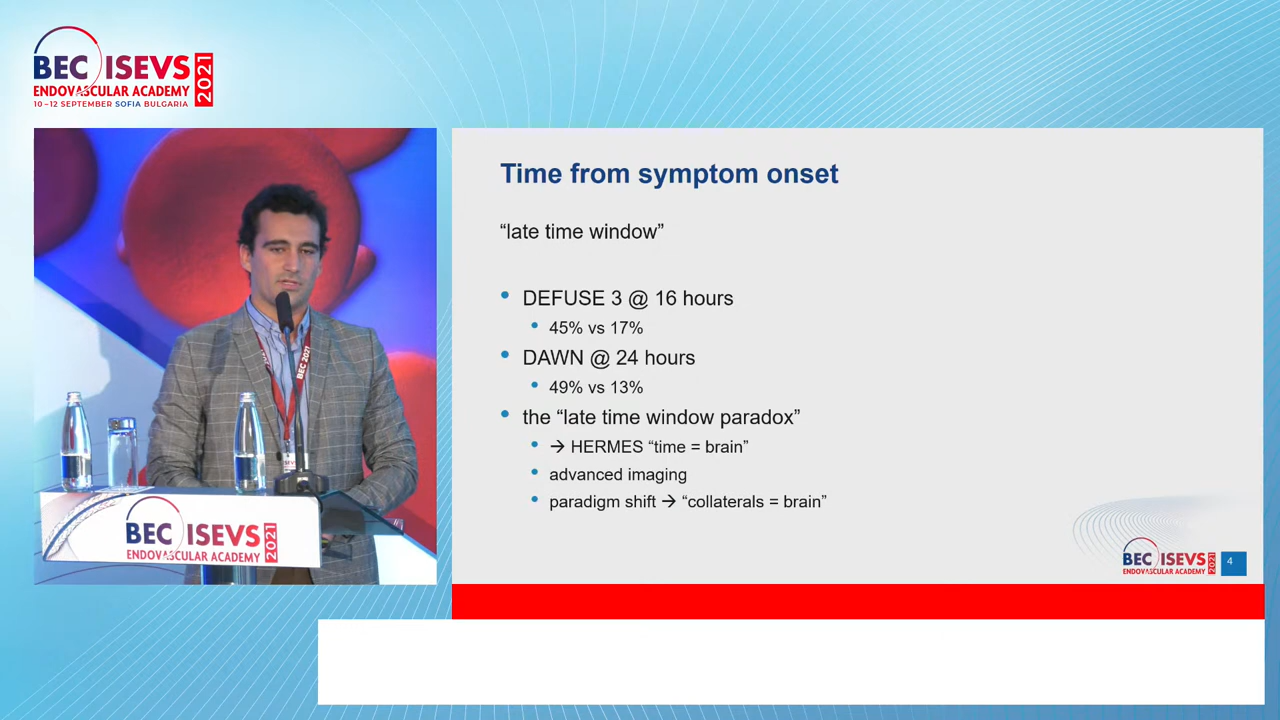 BEC ISEVS 2021
ENDOVASCULAR ACADEMY
10-12 SEPTEMBER SOFIA BULGARIA
BEC 2021
BEC ISEVS 2021
ENDOVASCULAR ACADEMY
Time from symptom onset
“late time window”
• DEFUSE 3 @ 16 hours
• 45% vs 17%
• DAWN @ 24 hours
• 49% vs 13%
• the “late time window paradox”
• → HERMES “time = brain”
• advanced imaging
• paradigm shift → “collaterals = brain”
BEC ISEVS 2021
ENDOVASCULAR ACADEMY
4